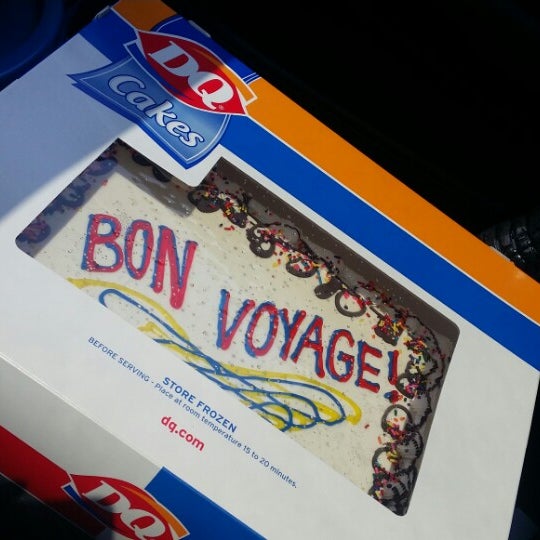 DQ®
Cakes
BON VOYAGE!
STORE FROZEN
BEFORE SERVING - Place at room temperature 15 to 20 minutes.
dq.com
DQ